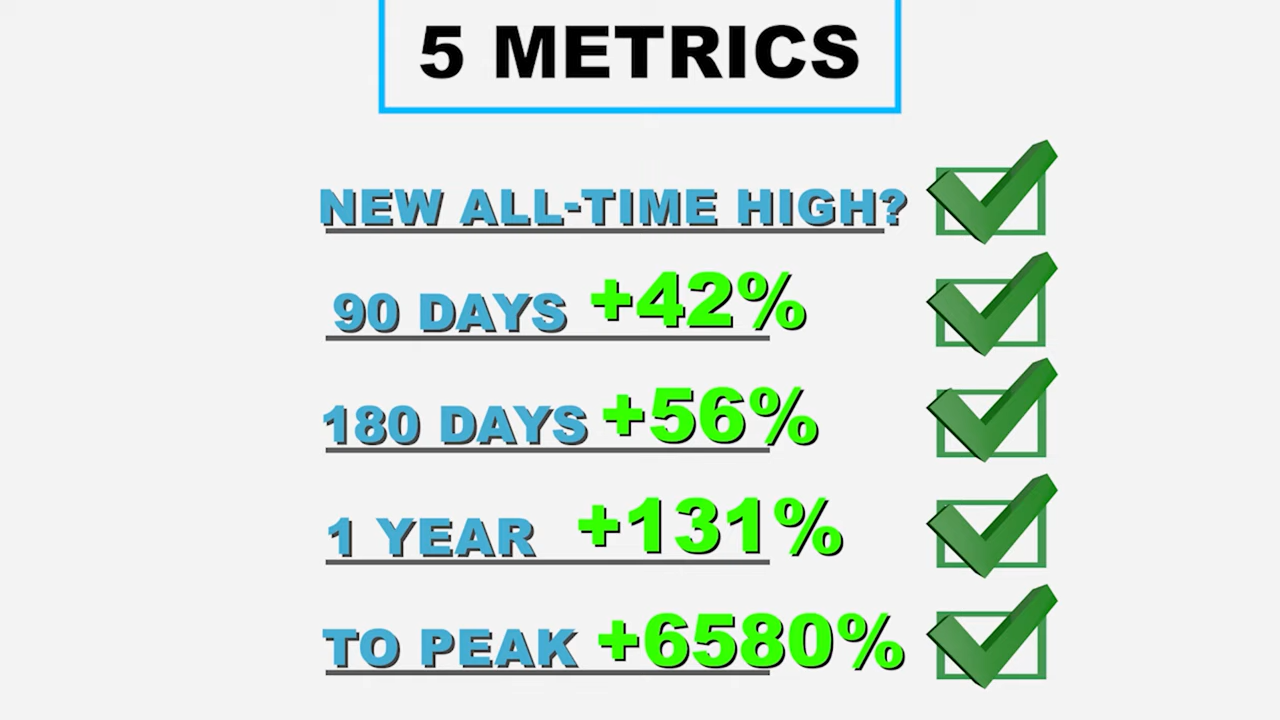 5 METRICS
NEW ALL-TIME HIGH?
90 DAYS +42%
180 DAYS +56%
1 YEAR +131%
TO PEAK +6580%